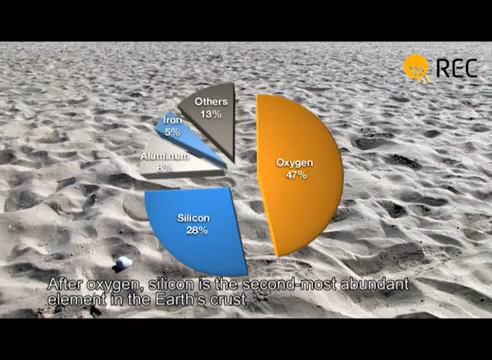 REC
Others
13%
Iron
5%
Aluminum
8%
Oxygen
47%
Silicon
28%
After oxygen, silicon is the second-most abundant
element in the Earth's crust.